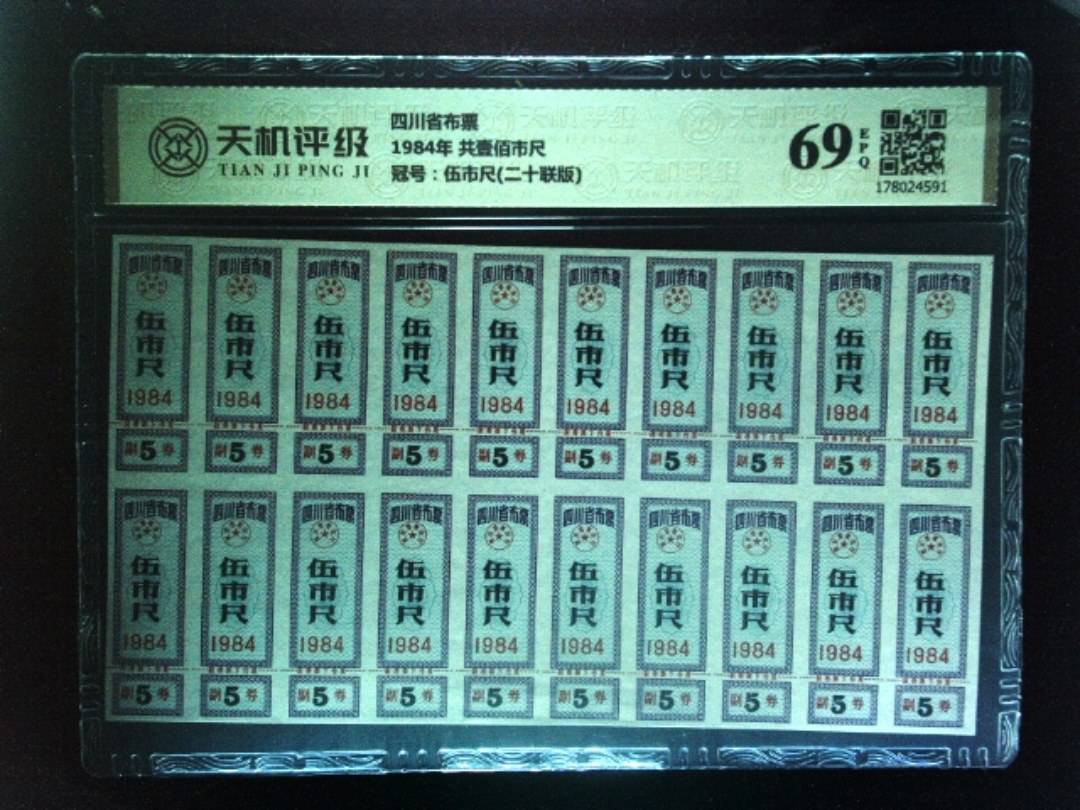 天机评级
TIAN JI PING JI
四川省布票
1984年 共壹佰市尺
冠号：伍市尺(二十联版)
69
EPQ
178024591
四川省布票 四川省布票 四川省布票 四川省布票 四川省布票 四川省布票 四川省布票 四川省布票 四川省布票 四川省布票
伍市尺 伍市尺 伍市尺 伍市尺 伍市尺 伍市尺 伍市尺 伍市尺 伍市尺 伍市尺
1984 1984 1984 1984 1984 1984 1984 1984 1984 1984
副5券 副5券 副5券 副5券 副5券 副5券 副5券 副5券 副5券 副5券
四川省布票 四川省布票 四川省布票 四川省布票 四川省布票 四川省布票 四川省布票 四川省布票 四川省布票 四川省布票
伍市尺 伍市尺 伍市尺 伍市尺 伍市尺 伍市尺 伍市尺 伍市尺 伍市尺 伍市尺
1984 1984 1984 1984 1984 1984 1984 1984 1984 1984
副5券 副5券 副5券 副5券 副5券 副5券 副5券 副5券 副5券 副5券